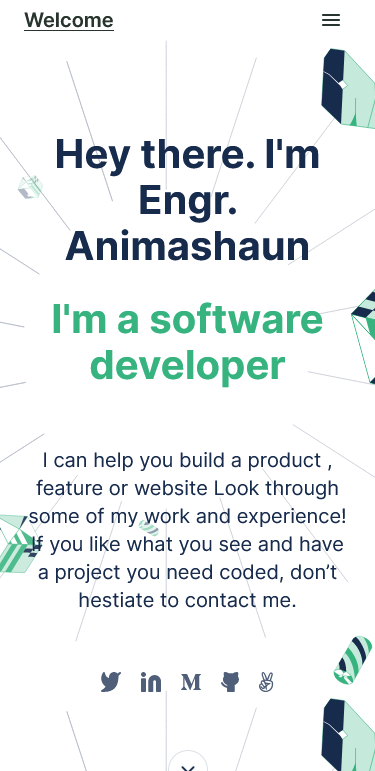 Welcome
Hey there. I'm
Engr.
Animashaun
I'm a software
developer
I can help you build a product ,
feature or website Look through
some of my work and experience!
If you like what you see and have
a project you need coded, don’t
hestiate to contact me.